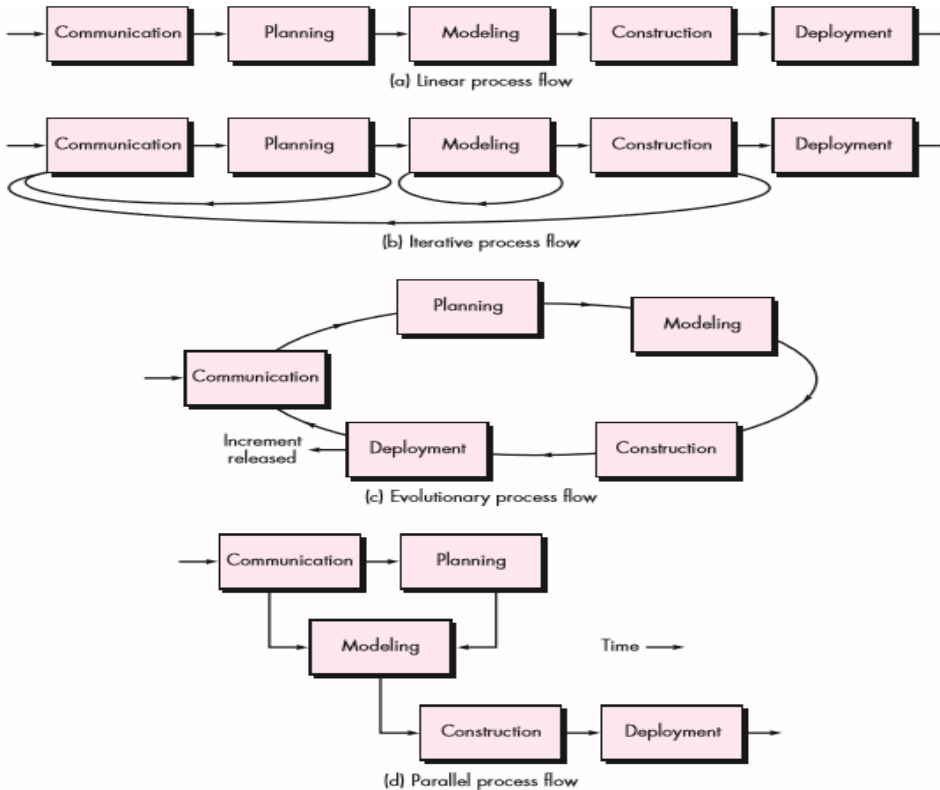 Communication
Planning
Modeling
Construction
Deployment
(a) Linear process flow
Communication
Planning
Modeling
Construction
Deployment
(b) Iterative process flow
Planning
Modeling
Communication
Increment
released
Deployment
Construction
(c) Evolutionary process flow
Communication
Planning
Modeling
Time
Construction
Deployment
(d) Parallel process flow